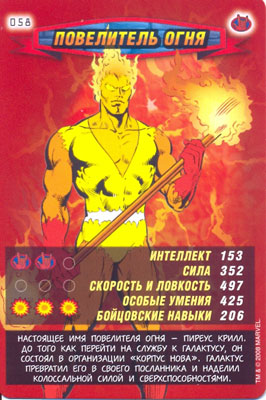 058
ПОВЕЛИТЕЛЬ ОГНЯ
ИНТЕЛЛЕКТ 153
СИЛА 352
СКОРОСТЬ И ЛОВКОСТЬ 497
ОСОБЫЕ УМЕНИЯ 425
БОЙЦОВСКИЕ НАВЫКИ 206
НАСТОЯЩЕЕ ИМЯ ПОВЕЛИТЕЛЯ ОГНЯ – ПИРЕУС КРИЛЛ.
ДО ТОГО КАК ПЕРЕЙТИ НА СЛУЖБУ К ГАЛАКТУСУ, ОН
СОСТОЯЛ В ОРГАНИЗАЦИИ «КОРПУС НОВА». ГАЛАКТУС
ПРЕВРАТИЛ ЕГО В СВОЕГО ПОСЛАННИКА И НАДЕЛИЛ
КОЛОССАЛЬНОЙ СИЛОЙ И СВЕРХСПОСОБНОСТЯМИ.
TM & © 2008 MARVEL.